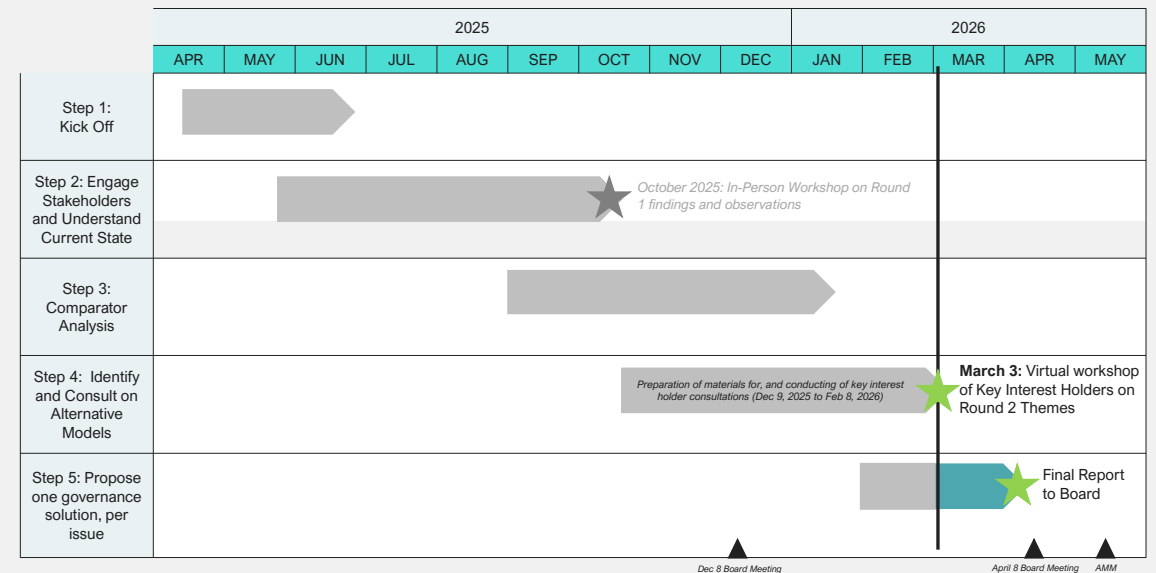 2025
2026
APR MAY JUN JUL AUG SEP OCT NOV DEC JAN FEB MAR APR MAY
Step 1:
Kick Off
Step 2: Engage
Stakeholders
and Understand
Current State
October 2025: In-Person Workshop on Round
1 findings and observations
Step 3:
Comparator
Analysis
Step 4:  Identify
and Consult on
Alternative
Models
Preparation of materials for, and conducting of key interest
holder consultations (Dec 9, 2025 to Feb 8, 2026)
March 3: Virtual workshop
of Key Interest Holders on
Round 2 Themes
Step 5: Propose
one governance
solution, per
issue
Final Report
to Board
Dec 8 Board Meeting
April 8 Board Meeting
AMM